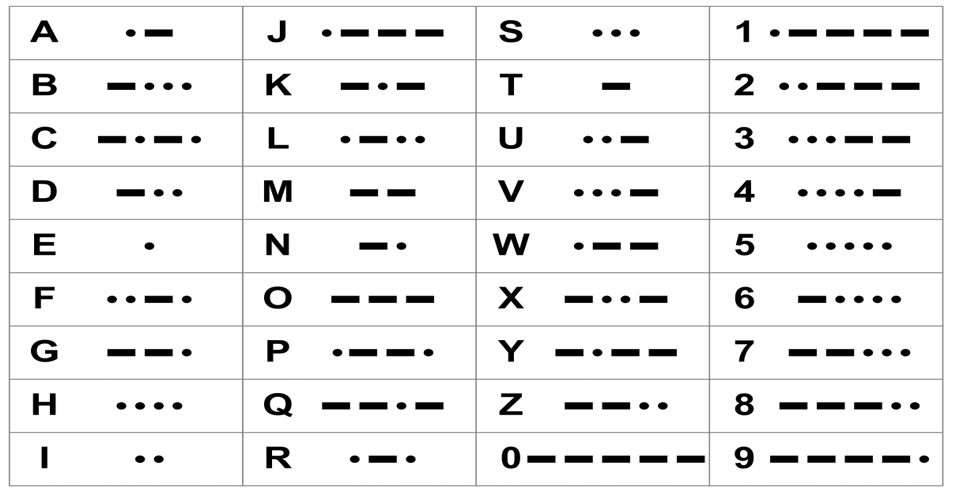 A •– J •––– S ••• 1 •––––
B –••• K –•– T – 2 ••–––
C –•–• L •–•• U ••– 3 •••––
D –•• M –– V •••– 4 ••••–
E • N –• W •–– 5 •••••
F ••–• O ––– X –••– 6 –••••
G ––• P •––• Y –•–– 7 ––•••
H •••• Q ––•– Z ––•• 8 –––••
I •• R •–• 0 ––––– 9 ––––•